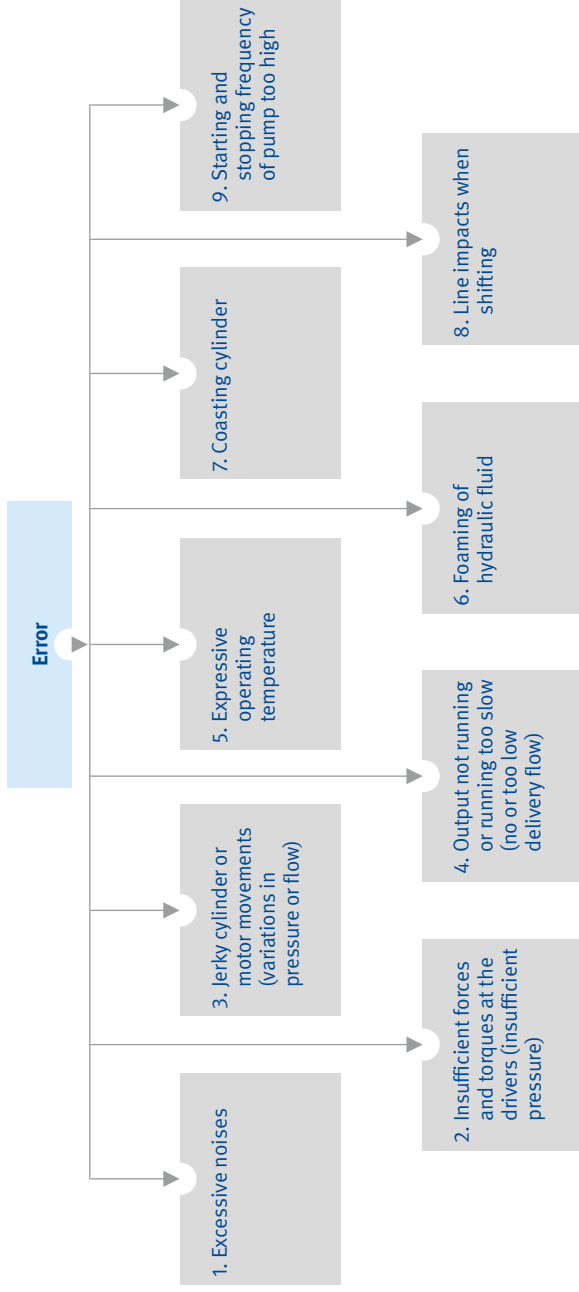 Error
1. Excessive noises
2. Insufficient forces
and torques at the
drivers (insufficient
pressure)
3. Jerky cylinder or
motor movements
(variations in
pressure or flow)
4. Output not running
or running too slow
(no or too low
delivery flow)
5. Expressive
operating
temperature
6. Foaming of
hydraulic fluid
7. Coasting cylinder
8. Line impacts when
shifting
9. Starting and
stopping frequency
of pump too high